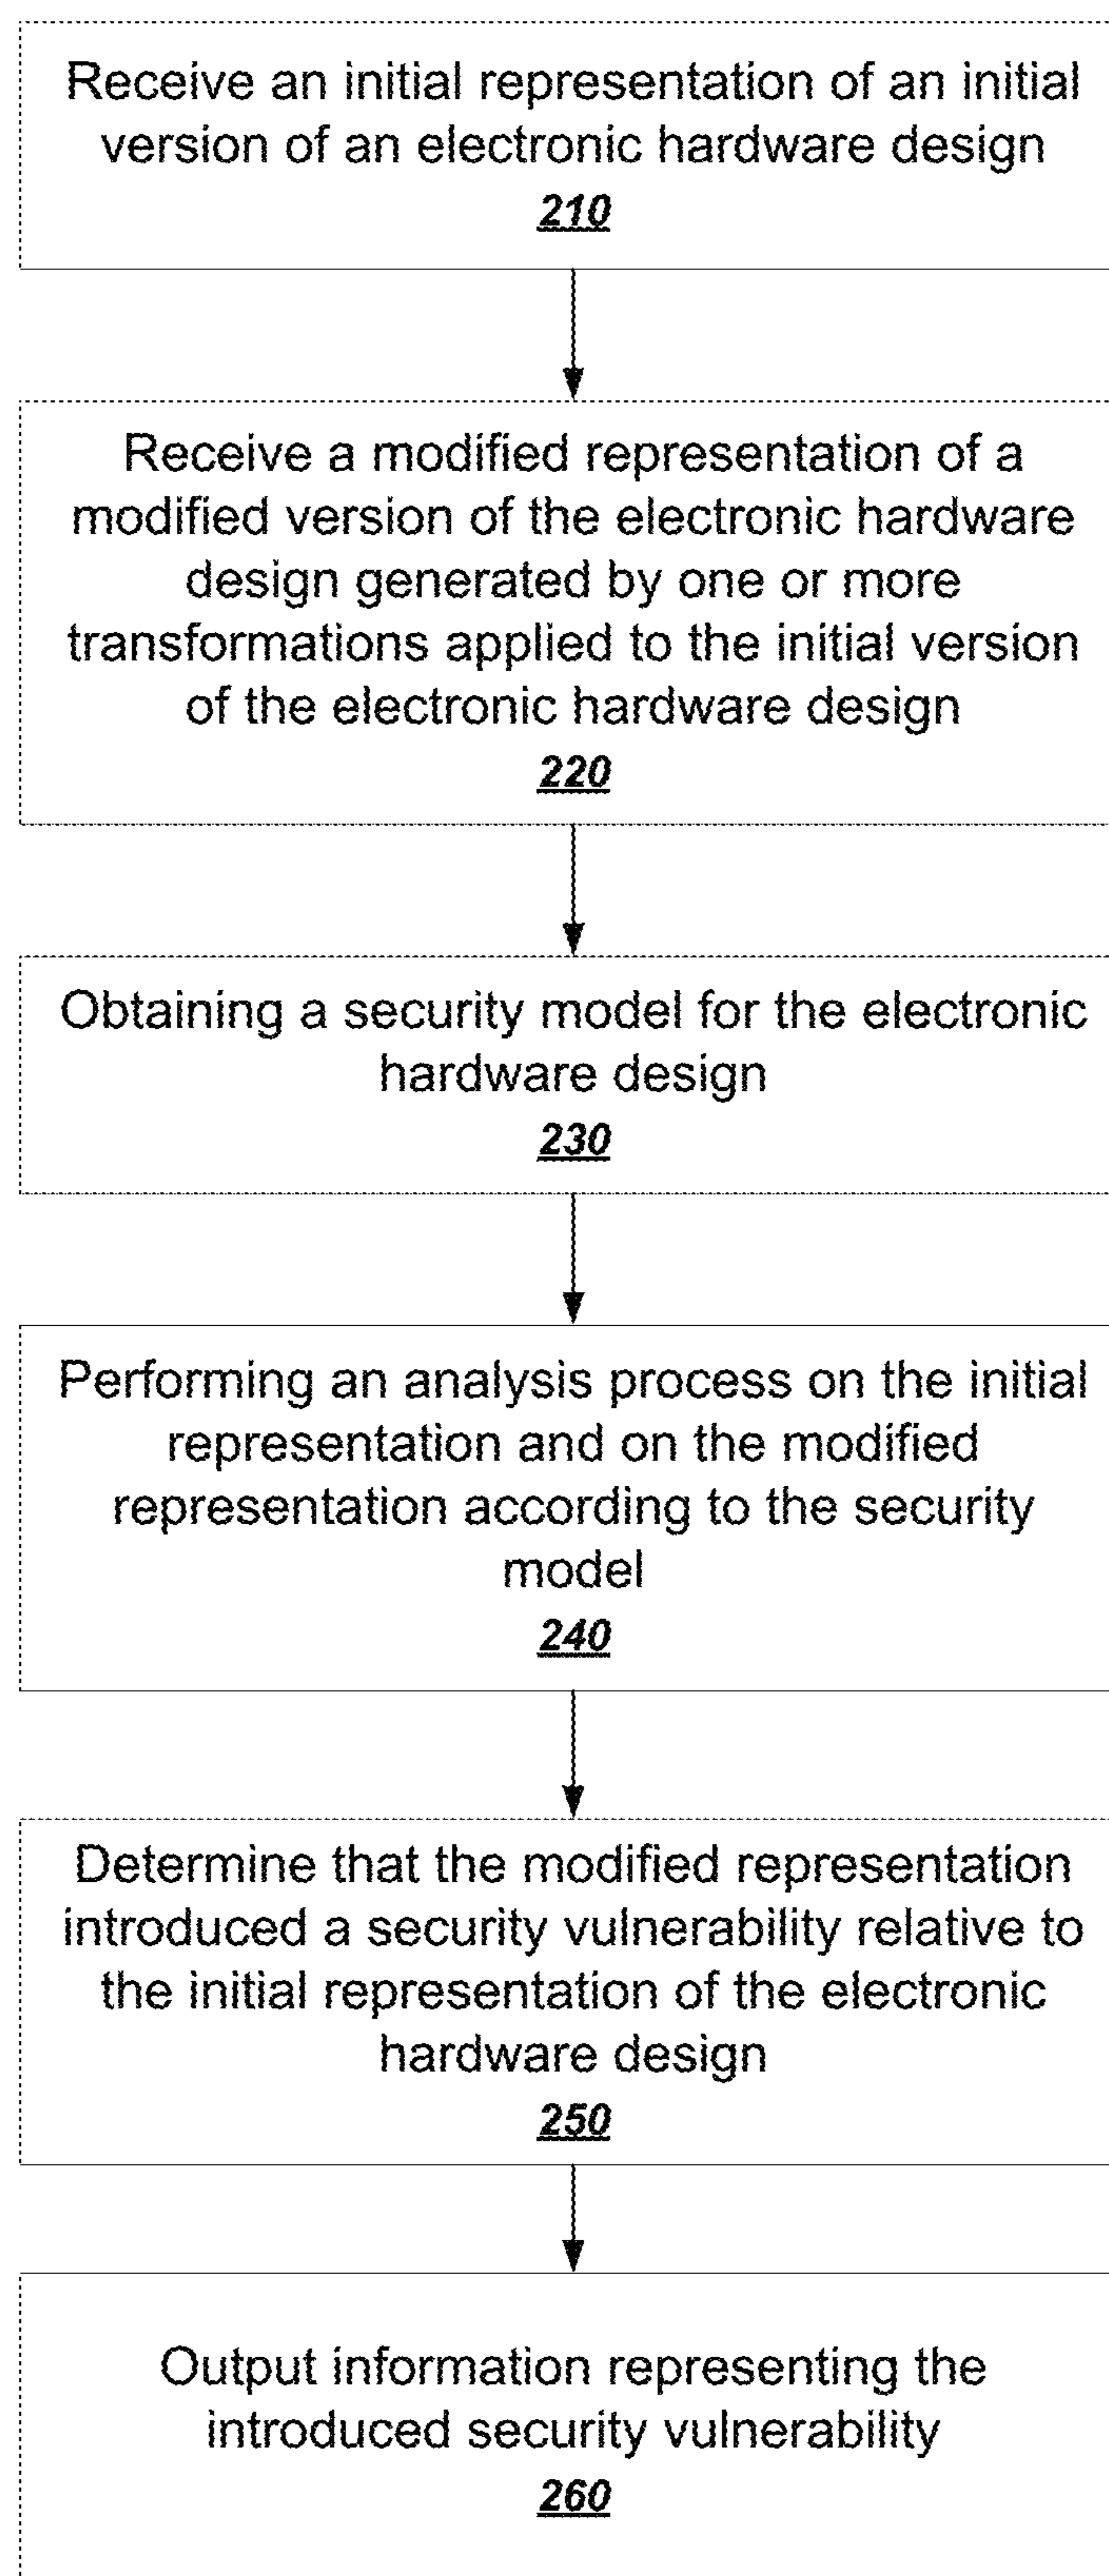 Receive an initial representation of an initial
version of an electronic hardware design
210
Receive a modified representation of a
modified version of the electronic hardware
design generated by one or more
transformations applied to the initial version
of the electronic hardware design
220
Obtaining a security model for the electronic
hardware design
230
Performing an analysis process on the initial
representation and on the modified
representation according to the security
model
240
Determine that the modified representation
introduced a security vulnerability relative to
the initial representation of the electronic
hardware design
250
Output information representing the
introduced security vulnerability
260